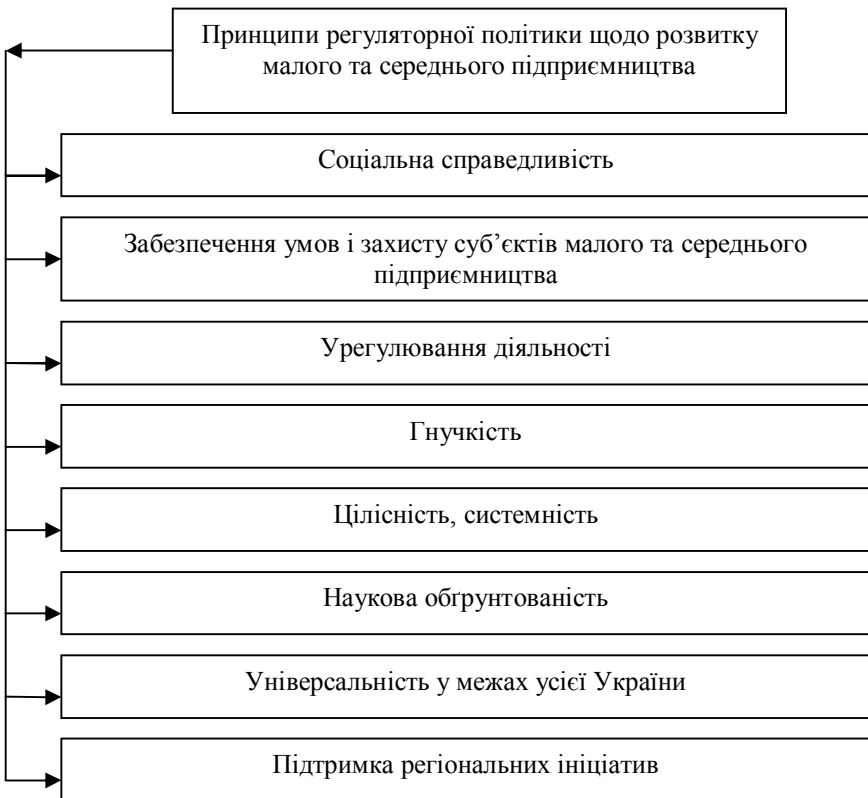 Принципи регуляторної політики щодо розвитку
малого та середнього підприємництва
Соціальна справедливість
Забезпечення умов і захисту суб’єктів малого та середнього
підприємництва
Урегулювання діяльності
Гнучкість
Цілісність, системність
Наукова обґрунтованість
Універсальність у межах усієї України
Підтримка регіональних ініціатив